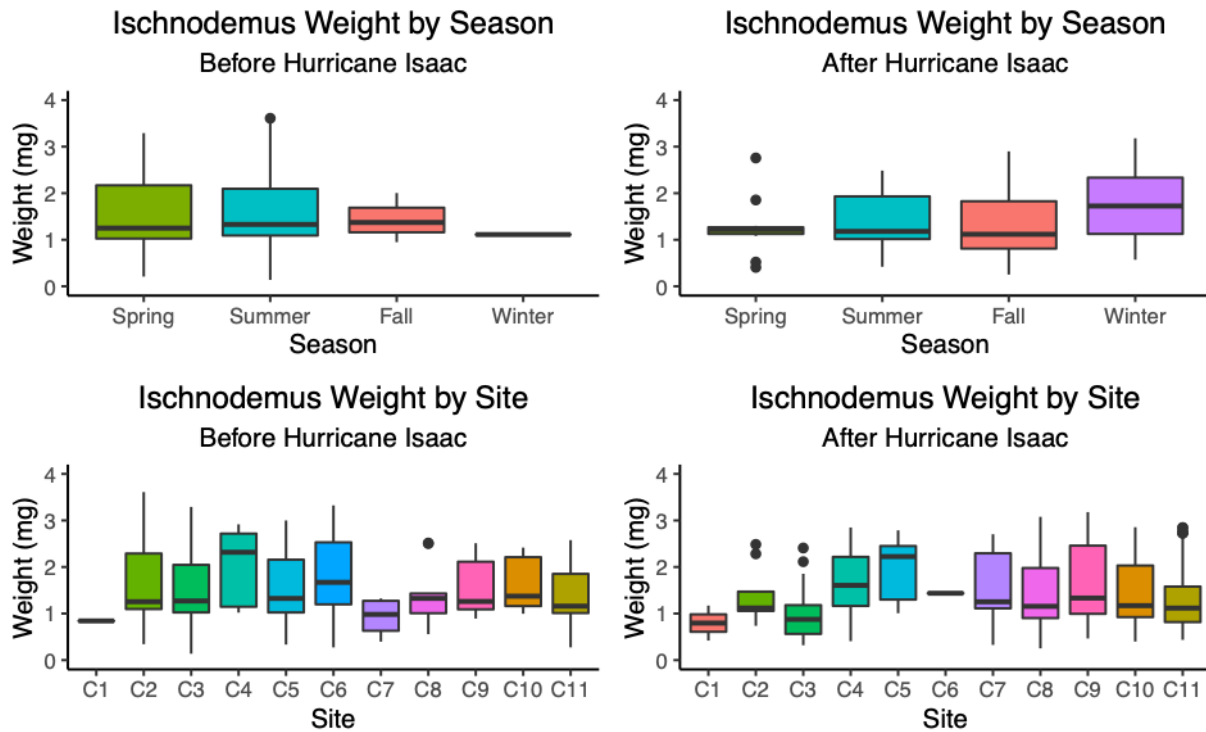 Ischnodemus Weight by Season
Before Hurricane Isaac
4
3
2
1
0
Weight (mg)
Spring Summer Fall Winter
Season
Ischnodemus Weight by Season
After Hurricane Isaac
4
3
2
1
0
Weight (mg)
Spring Summer Fall Winter
Season
Ischnodemus Weight by Site
Before Hurricane Isaac
4
3
2
1
0
Weight (mg)
C1 C2 C3 C4 C5 C6 C7 C8 C9 C10 C11
Site
Ischnodemus Weight by Site
After Hurricane Isaac
4
3
2
1
0
Weight (mg)
C1 C2 C3 C4 C5 C6 C7 C8 C9 C10 C11
Site